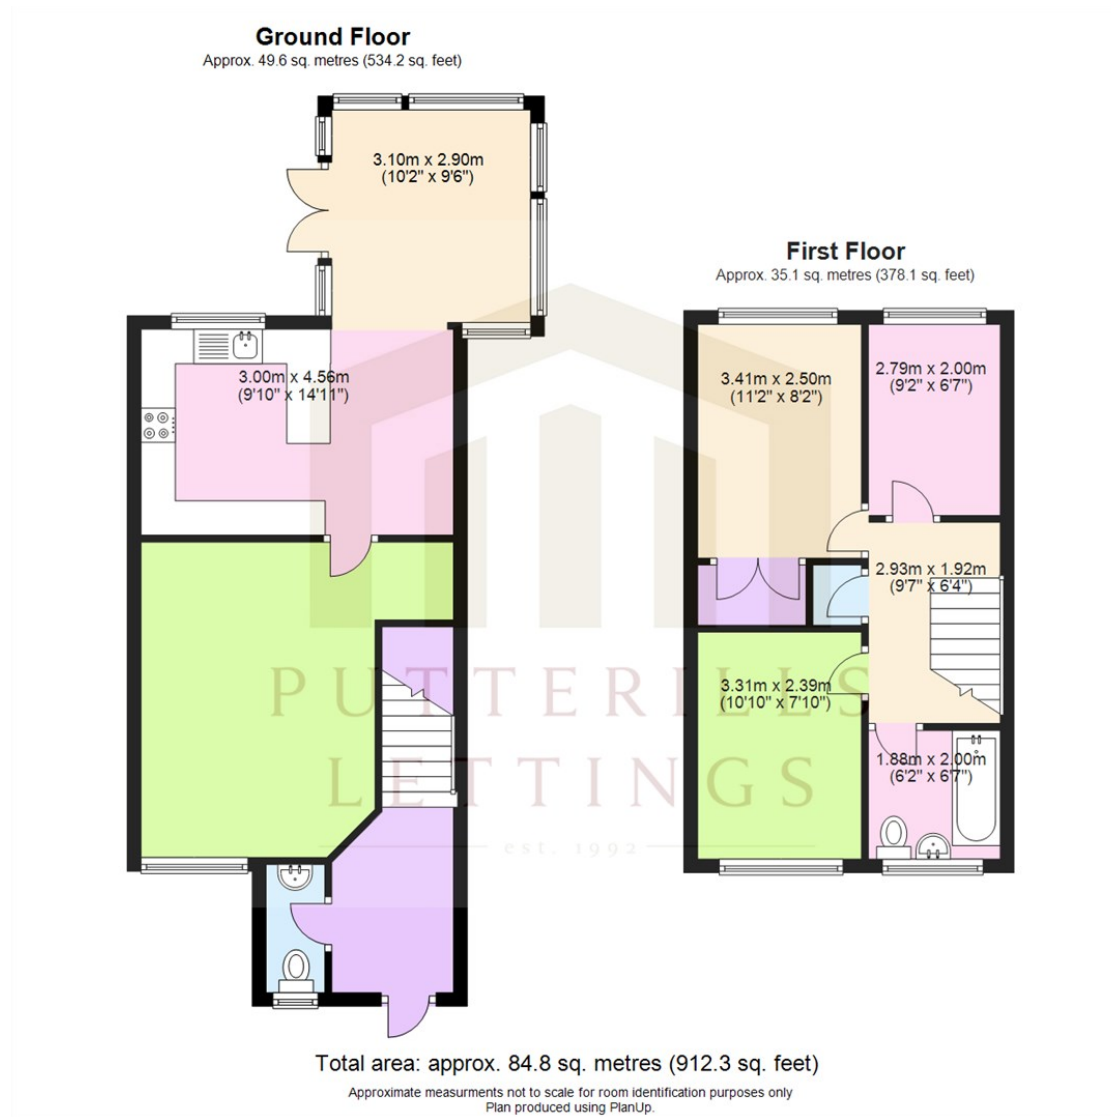 Ground Floor
Approx. 49.6 sq. metres (534.2 sq. feet)
3.10m x 2.90m
(10'2" x 9'6")
3.00m x 4.56m
(9'10" x 14'11")
First Floor
Approx. 35.1 sq. metres (378.1 sq. feet)
3.41m x 2.50m
(11'2" x 8'2")
2.79m x 2.00m
(9'2" x 6'7")
2.93m x 1.92m
(9'7" x 6'4")
3.31m x 2.39m
(10'10" x 7'10")
1.88m x 2.00m
(6'2" x 6'7")
PUTTERILLS
LETTINGS
est. 1992
Total area: approx. 84.8 sq. metres (912.3 sq. feet)
Approximate measurments not to scale for room identification purposes only
Plan produced using PlanUp.